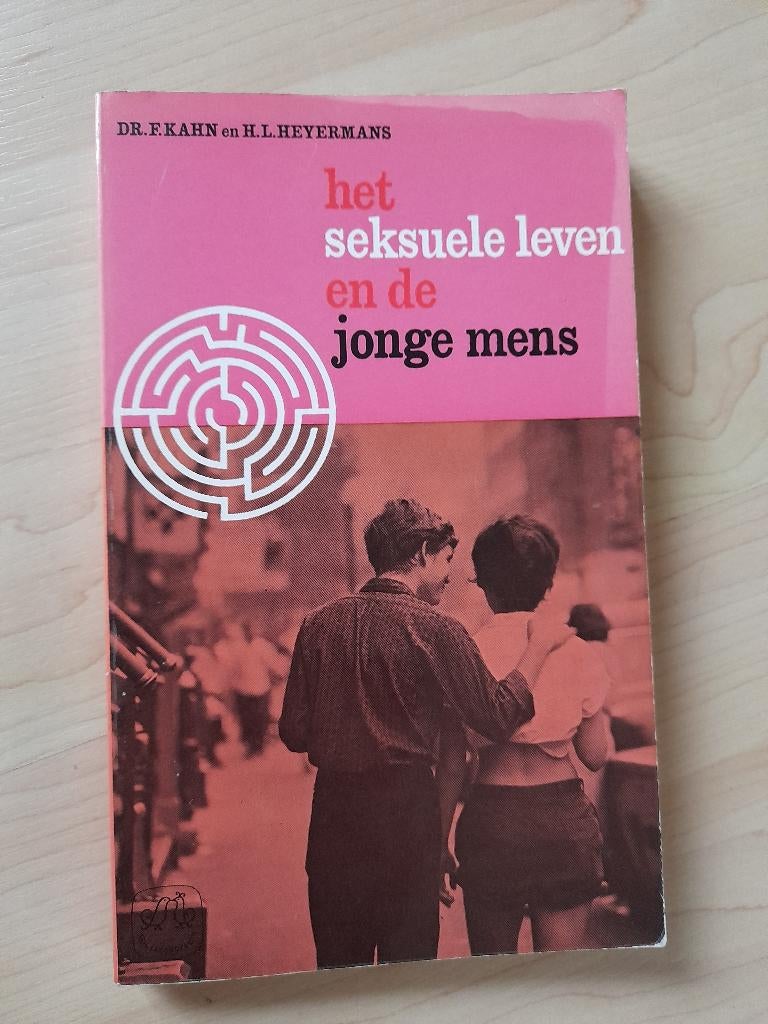 DR. F. KAHN en H. L. HEYERMANS
het
seksuele leven
en de
jonge mens